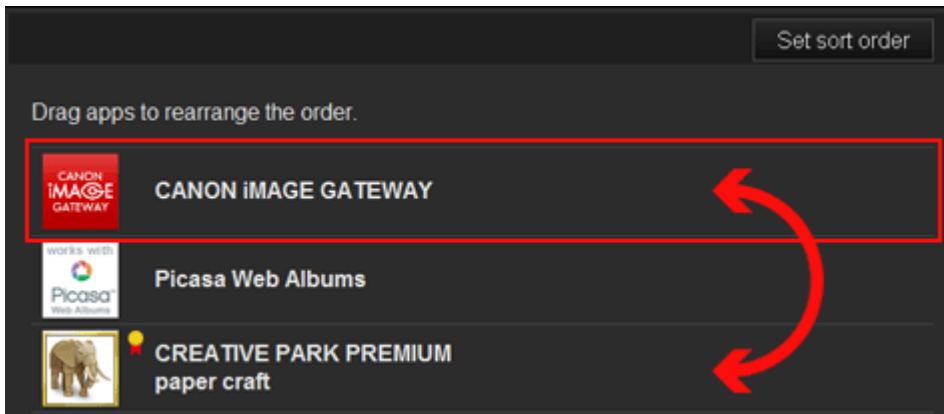 Set sort order
Drag apps to rearrange the order.
CANON
iMAGE
GATEWAY
CANON iMAGE GATEWAY
works with
Picasa™
Web Albums
Picasa Web Albums
CREATIVE PARK PREMIUM
paper craft